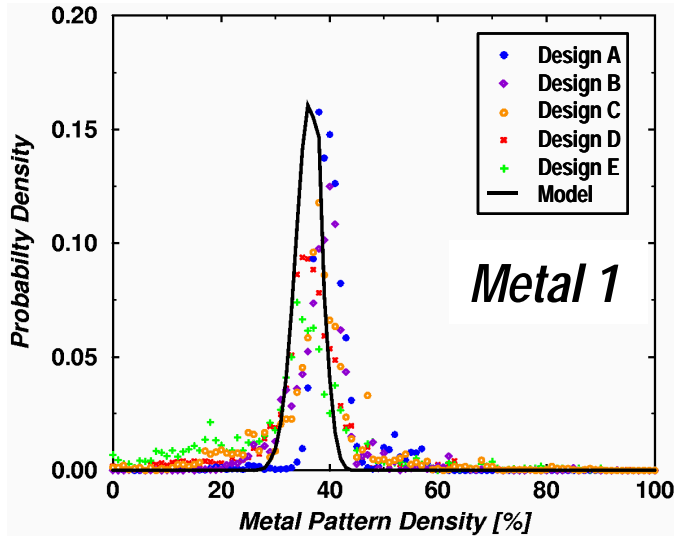 0.20
0.15
0.10
0.05
0.00
Probabilty Density
Design A
Design B
Design C
Design D
Design E
Model
Metal 1
0
20
40
60
80
100
Metal Pattern Density [%]